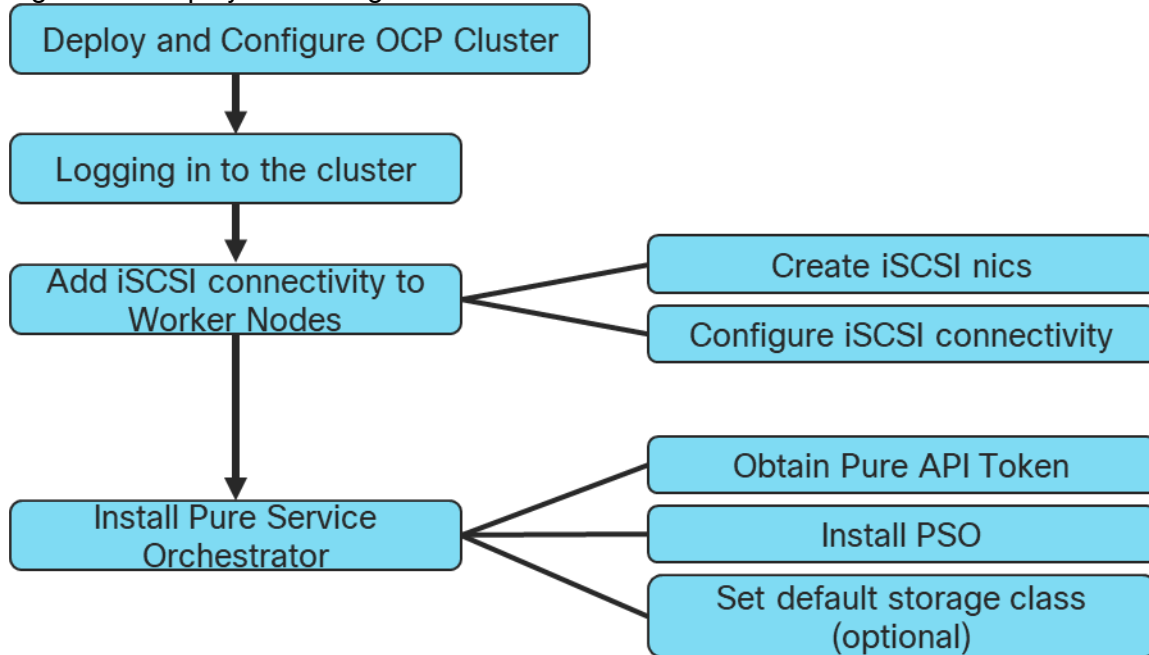 Deploy and Configure OCP Cluster
Logging in to the cluster
Add iSCSI connectivity to
Worker Nodes
Create iSCSI nics
Configure iSCSI connectivity
Install Pure Service
Orchestrator
Obtain Pure API Token
Install PSO
Set default storage class
(optional)